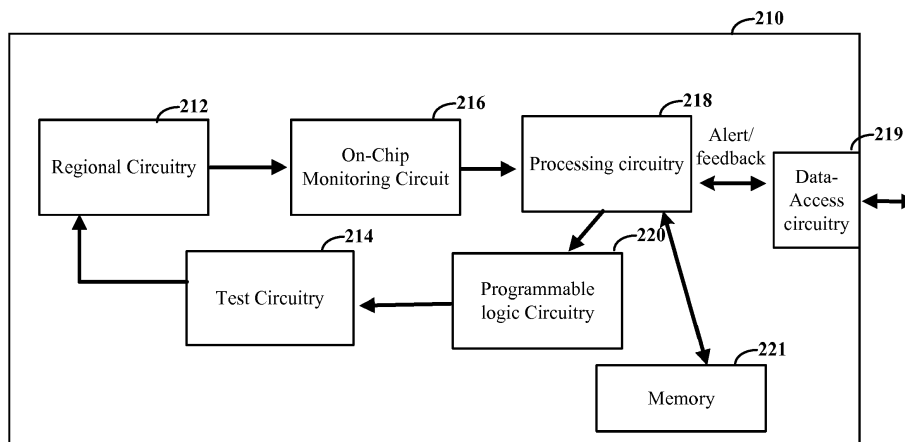 210
212
216
218
219
Regional Circuitry
On-Chip
Monitoring Circuit
Processing circuitry
Alert/
feedback
Data-
Access
circuitry
214
220
Test Circuitry
Programmable
logic Circuitry
221
Memory